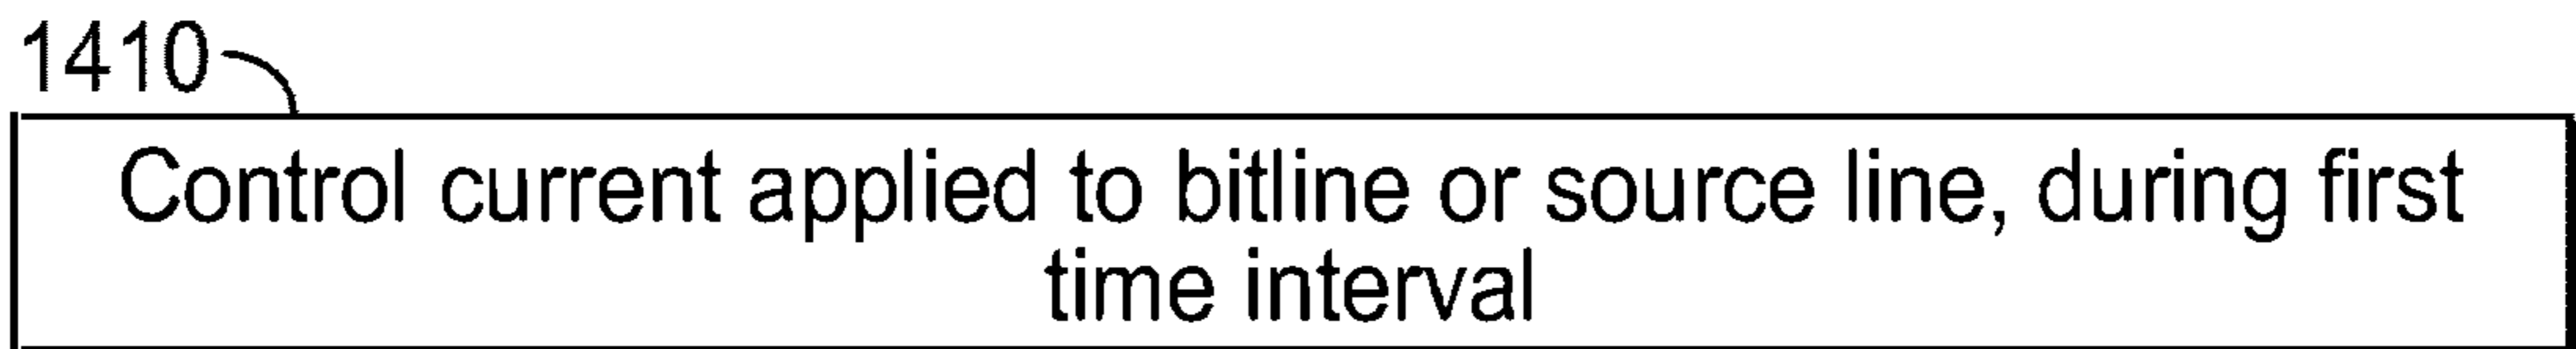 1410
Control current applied to bitline or source line, during first
time interval